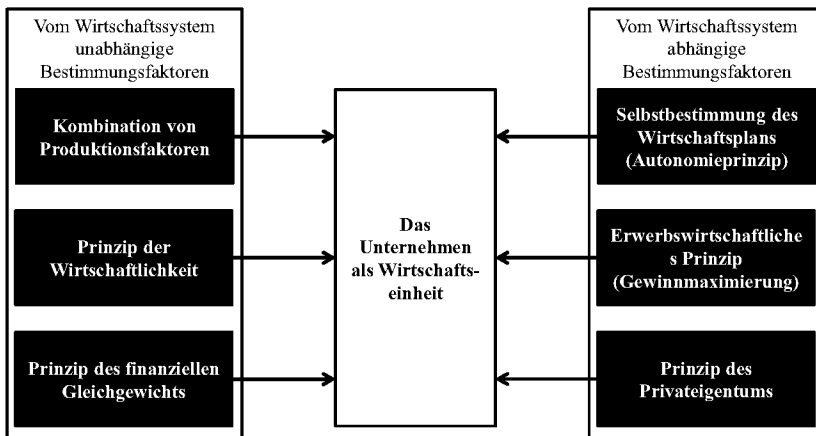 Vom Wirtschaftssystem
unabhängige
Bestimmungsfaktoren
Kombination von
Produktionsfaktoren
Prinzip der
Wirtschaftlichkeit
Prinzip des finanziellen
Gleichgewichts
Das
Unternehmen
als Wirtschafts-
einheit
Vom Wirtschaftssystem
abhängige
Bestimmungsfaktoren
Selbstbestimmung des
Wirtschaftsplans
(Autonomieprinzip)
Erwerbswirtschaftliche
s Prinzip
(Gewinnmaximierung)
Prinzip des
Privateigentums